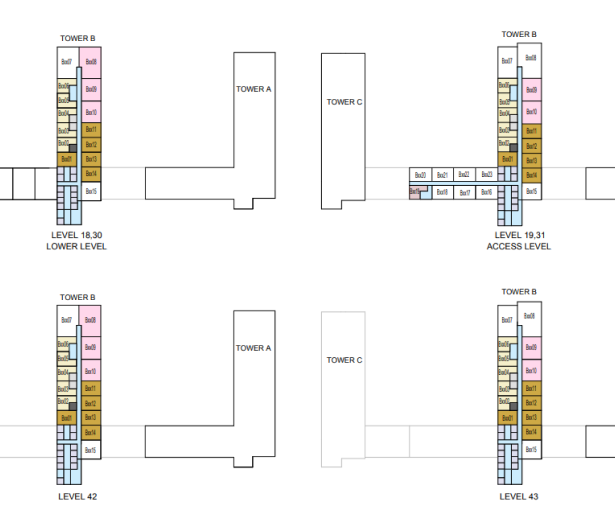 TOWER B
Box07 Box08
Box09
Box10
Box11
Box12
Box01 Box13
Box14
Box15
TOWER A
LEVEL 18,30
LOWER LEVEL
TOWER B
Box07 Box08
Box09
Box10
Box11
Box12
Box01 Box13
Box14
Box15
Box20 Box21 Box22 Box23
Box18 Box17 Box16
TOWER C
LEVEL 19,31
ACCESS LEVEL
TOWER B
Box07 Box08
Box09
Box10
Box11
Box12
Box01 Box13
Box14
Box15
TOWER A
LEVEL 42
TOWER B
Box07 Box08
Box09
Box10
Box11
Box12
Box01 Box13
Box14
Box15
TOWER C
LEVEL 43